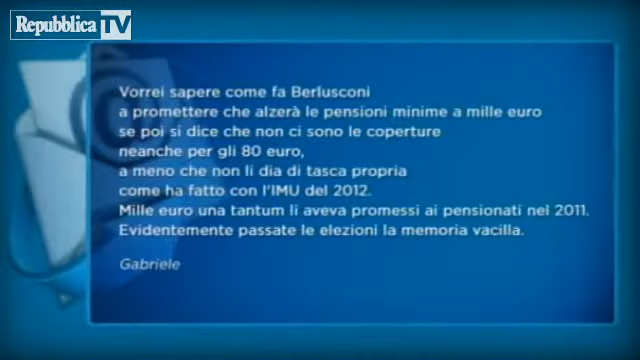 Repubblica TV
Vorrei sapere come fa Berlusconi
a promettere che alzerà le pensioni minime a mille euro
se poi si dice che non ci sono le coperture
neanche per gli 80 euro,
a meno che non li dia di tasca propria
come ha fatto con l'IMU del 2012.
Mille euro una tantum li aveva promessi ai pensionati nel 2011.
Evidentemente passate le elezioni la memoria vacilla.
Gabriele